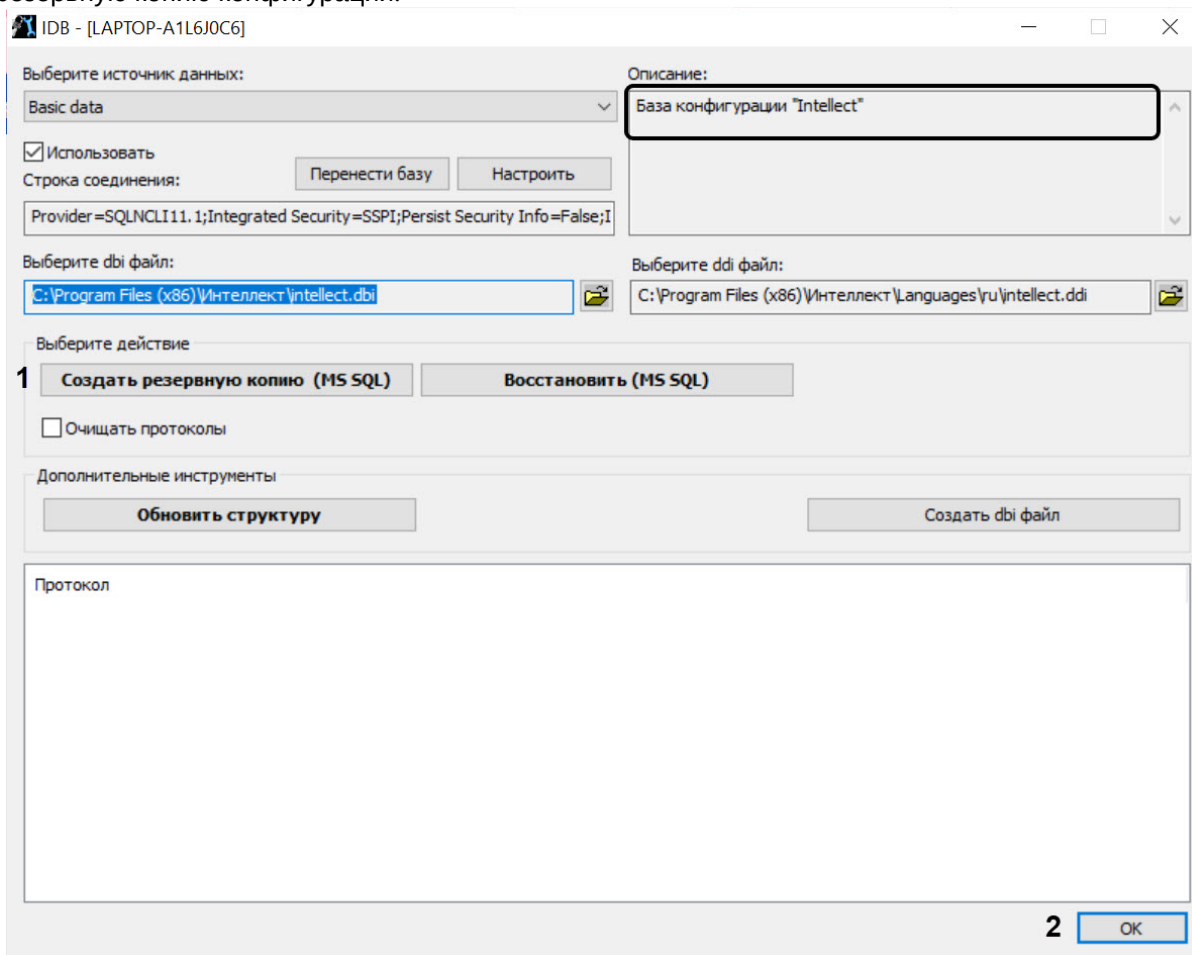 резервную копию конфигурации.
IDB - [LAPTOP-A1L6J0C6]
Выберите источник данных:
Описание:
Basic data
База конфигурации "Intellect"
Использовать
Строка соединения:
Перенести базу
Настроить
Provider=SQLNCLI11.1;Integrated Security=SSPI;Persist Security Info=False;I
Выберите dbi файл:
Выберите ddi файл:
C:\Program Files (x86)\Интеллект\intellect.dbi
C:\Program Files (x86)\Интеллект\Languages\ru\intellect.ddi
Выберите действие
1 Создать резервную копию (MS SQL)
Восстановить (MS SQL)
Очищать протоколы
Дополнительные инструменты
Обновить структуру
Создать dbi файл
Протокол
2 OK